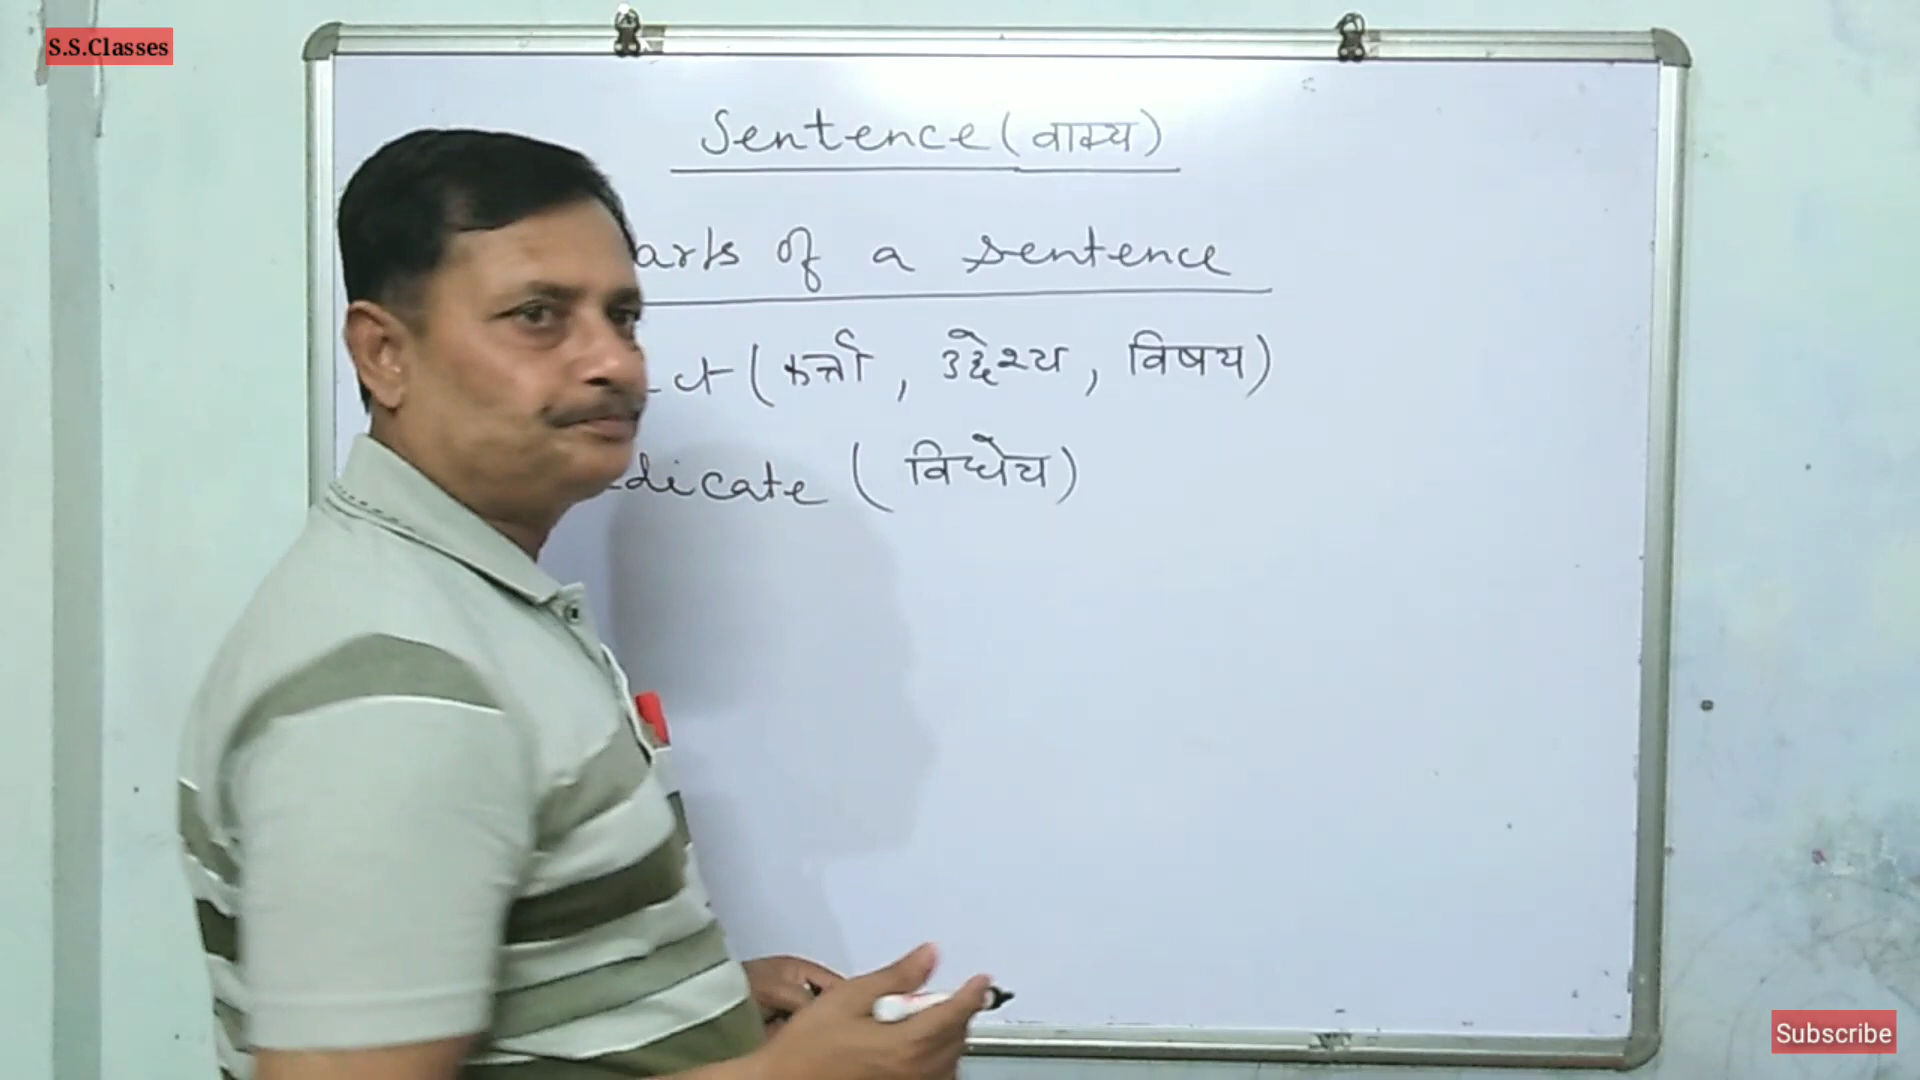 S.S.Classes
Sentence (वाक्य)
arts of a sentence
ct (कर्त्ता, उद्देश्य, विषय)
dicate (विधेय)
Subscribe